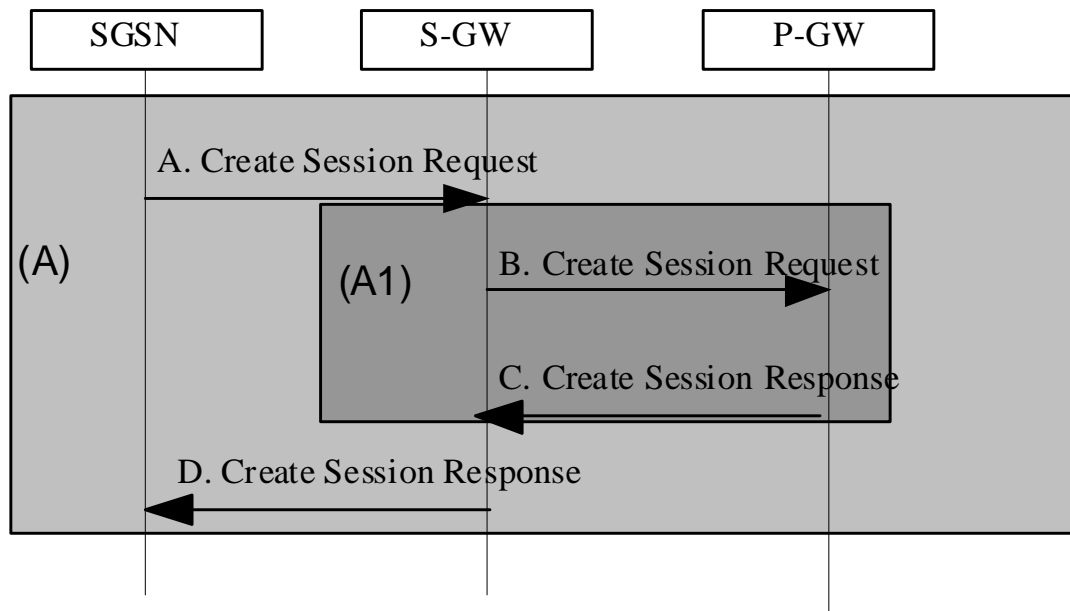 SGSN
S-GW
P-GW
A. Create Session Request
(A)
(A1)
B. Create Session Request
C. Create Session Response
D. Create Session Response